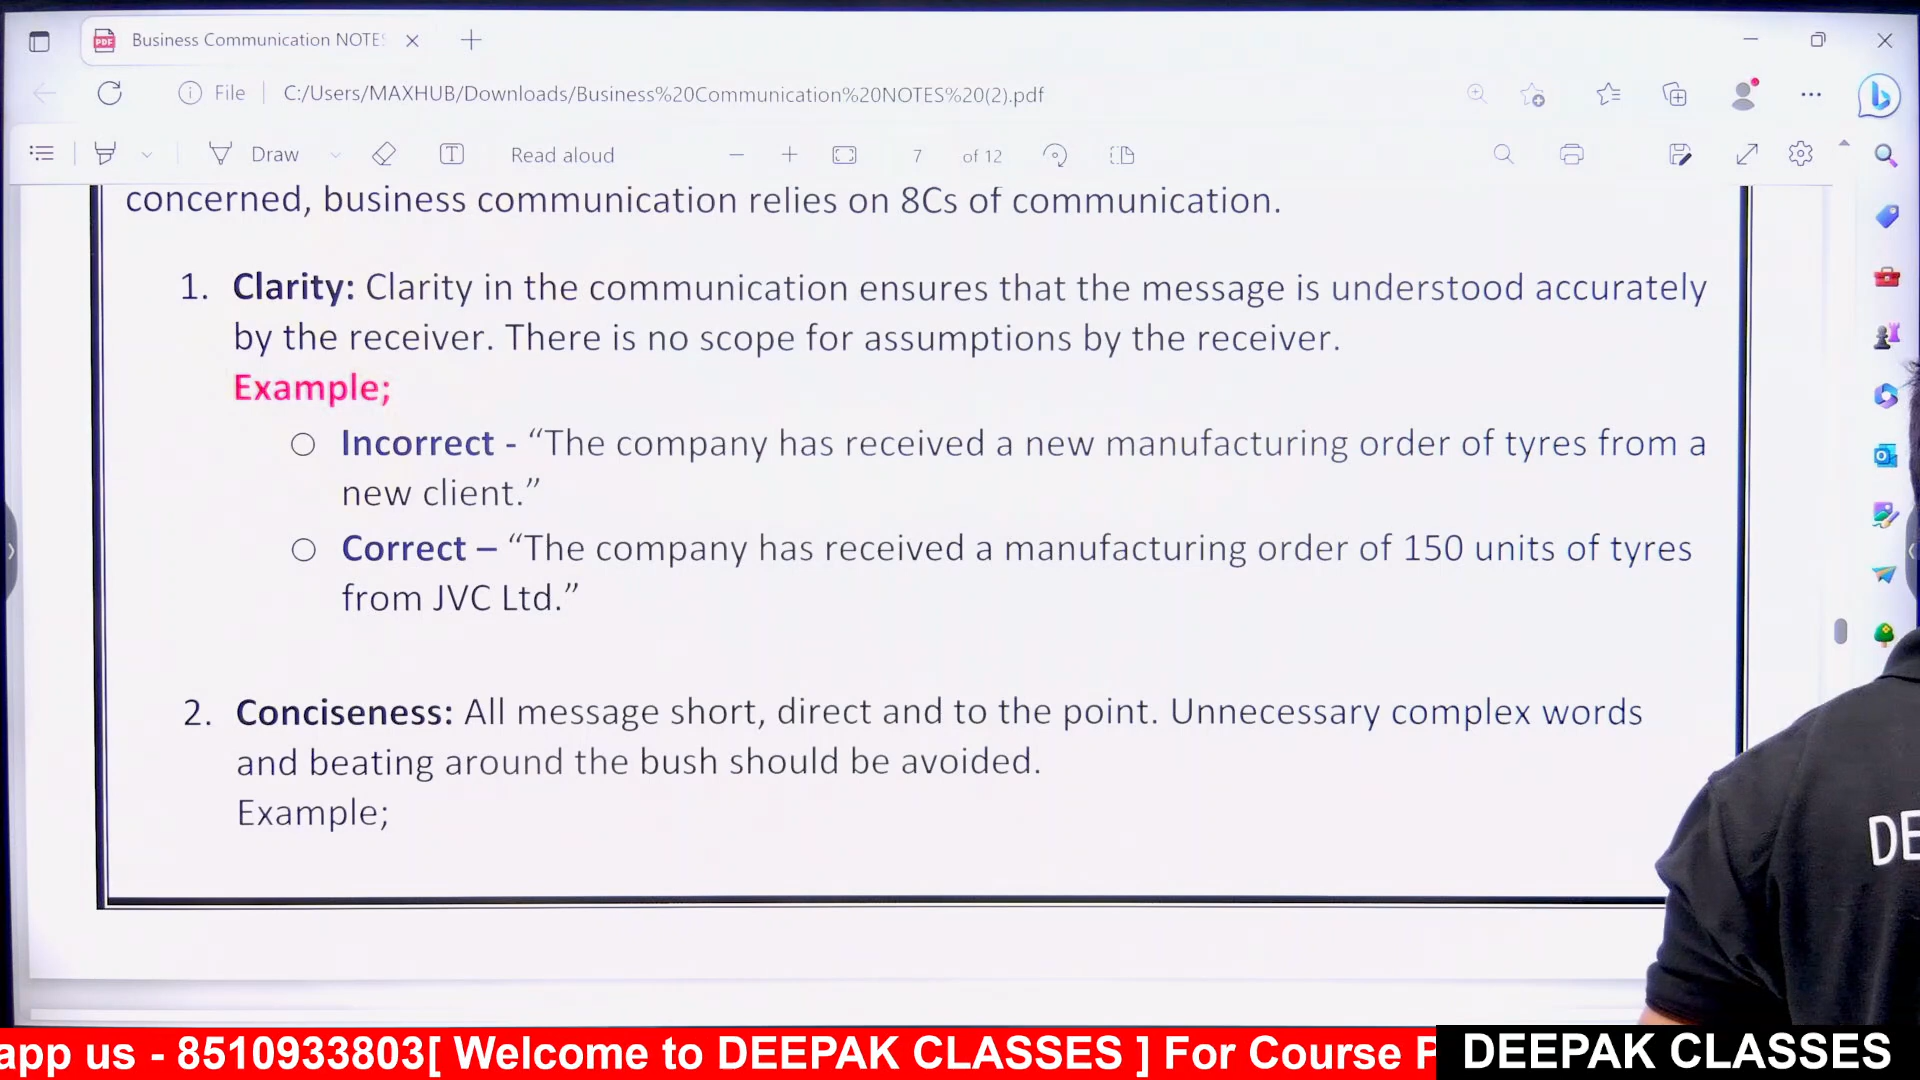 Business Communication NOTE
File
C:/Users/MAXHUB/Downloads/Business%20Communication%20NOTES%20(2).pdf
Draw
Read aloud
7 of 12
concerned, business communication relies on 8Cs of communication.
1. Clarity: Clarity in the communication ensures that the message is understood accurately
by the receiver. There is no scope for assumptions by the receiver.
Example;
○ Incorrect - “The company has received a new manufacturing order of tyres from a
new client.”
○ Correct – “The company has received a manufacturing order of 150 units of tyres
from JVC Ltd.”
2. Conciseness: All message short, direct and to the point. Unnecessary complex words
and beating around the bush should be avoided.
Example;
DE
app us - 8510933803[ Welcome to DEEPAK CLASSES ] For Course P
DEEPAK CLASSES